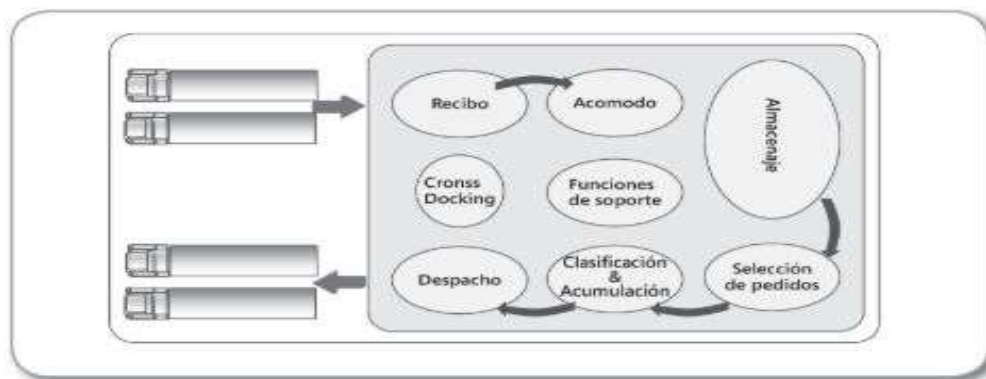 Recibo
Acomodo
Almacenaje
Cronss
Docking
Funciones
de soporte
Despacho
Clasificación
&
Acumulación
Selección
de pedidos